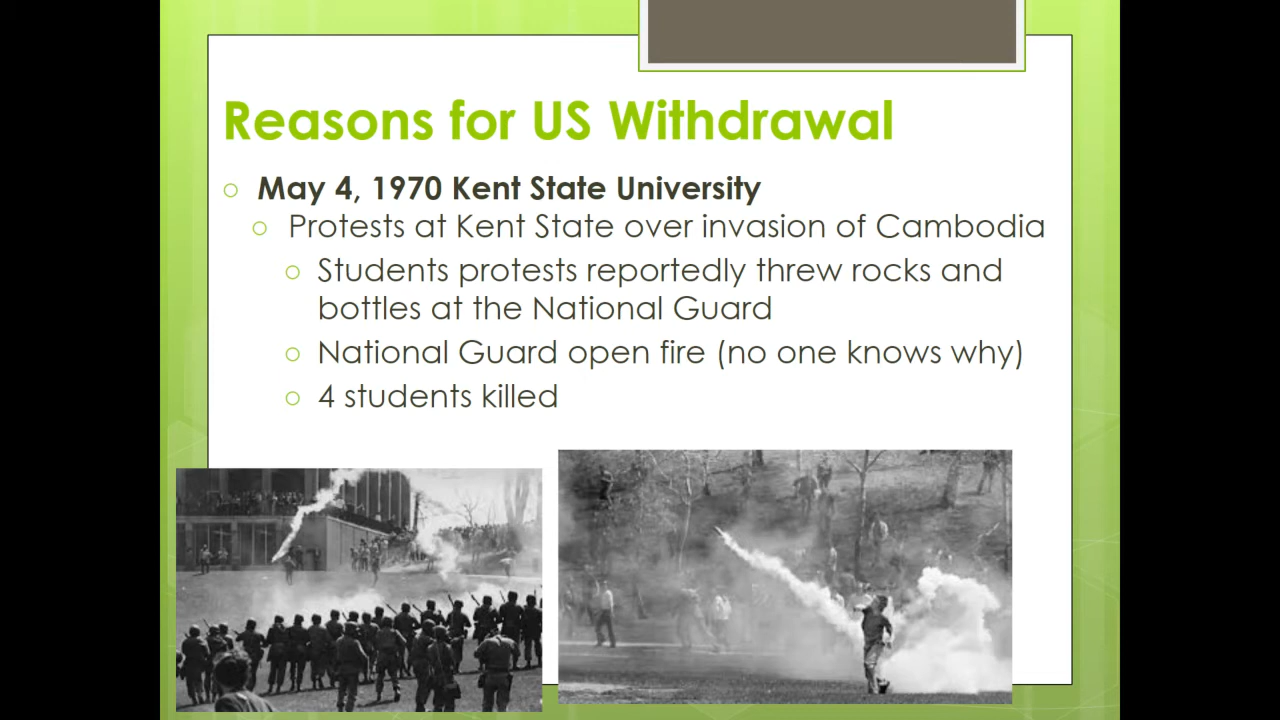 Reasons for US Withdrawal
May 4, 1970 Kent State University
Protests at Kent State over invasion of Cambodia
Students protests reportedly threw rocks and
bottles at the National Guard
National Guard open fire (no one knows why)
4 students killed